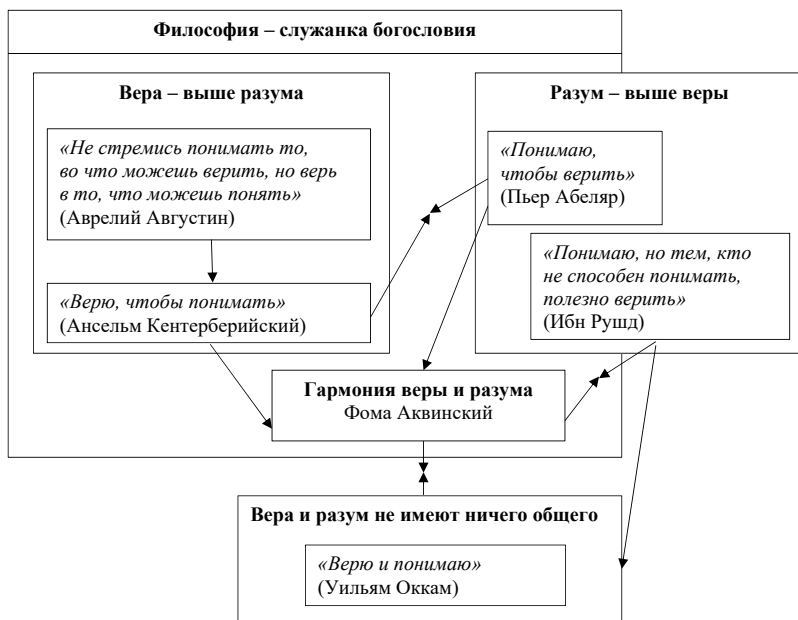 Философия – служанка богословия
Вера – выше разума
«Не стремись понимать то,
во что можешь верить, но верь
в то, что можешь понять»
(Аврелий Августин)
«Верю, чтобы понимать»
(Ансельм Кентерберийский)
Разум – выше веры
«Понимаю,
чтобы верить»
(Пьер Абеляр)
«Понимаю, но тем, кто
не способен понимать,
полезно верить»
(Ибн Рушд)
Гармония веры и разума
Фома Аквинский
Вера и разум не имеют ничего общего
«Верю и понимаю»
(Уильям Оккам)